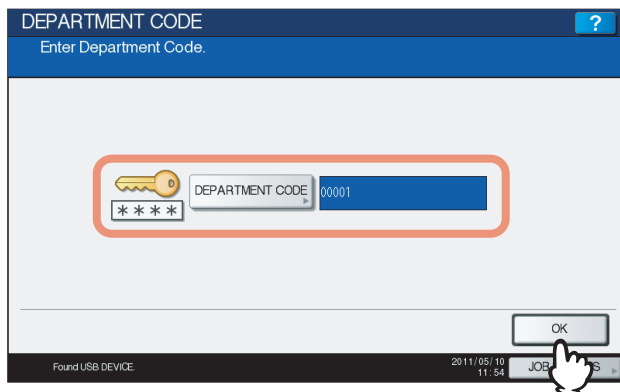 DEPARTMENT CODE
?
Enter Department Code.
DEPARTMENT CODE
00001
****
OK
Found USB DEVICE.
2011/05/10
11:54
JOB